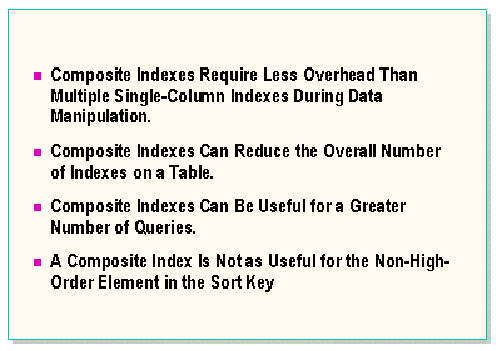 Composite Indexes Require Less Overhead Than
Multiple Single-Column Indexes During Data
Manipulation.
Composite Indexes Can Reduce the Overall Number
of Indexes on a Table.
Composite Indexes Can Be Useful for a Greater
Number of Queries.
A Composite Index Is Not as Useful for the Non-High-
Order Element in the Sort Key